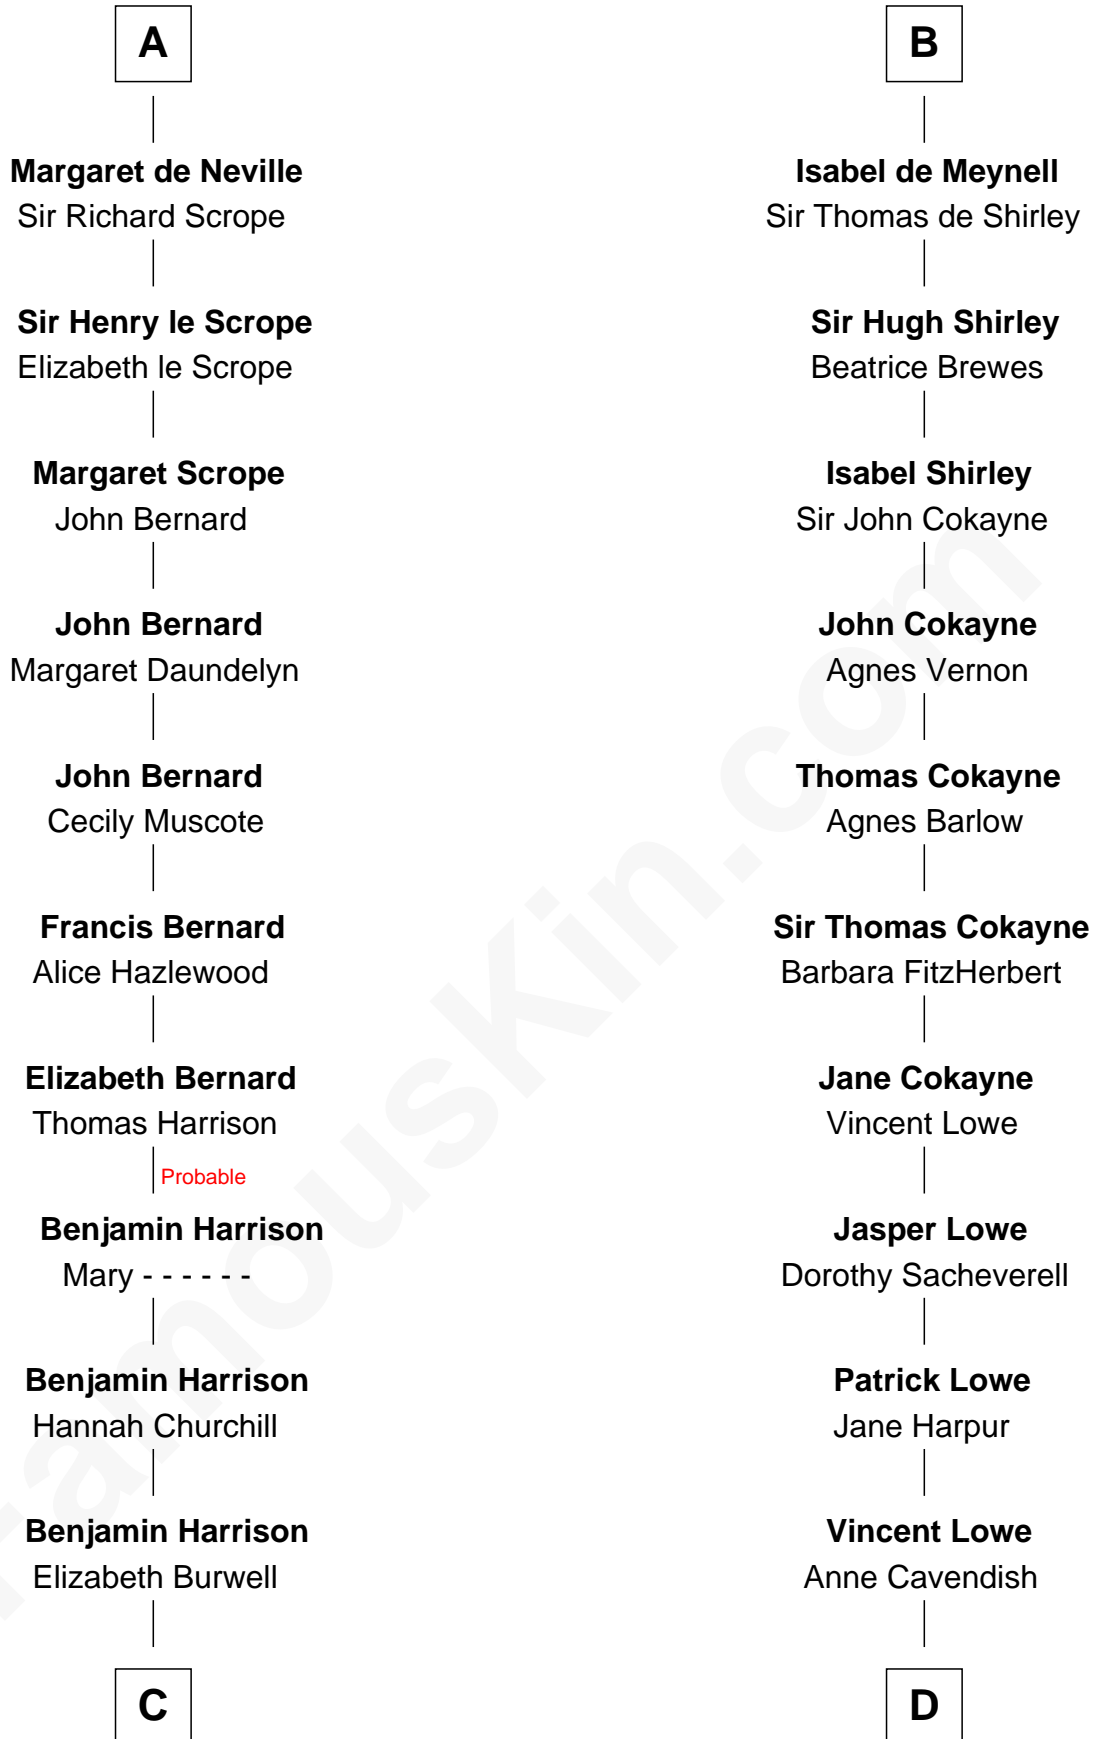 A
Margaret de Neville
Sir Richard Scrope
Sir Henry le Scrope
Elizabeth le Scrope
Margaret Scrope
John Bernard
John Bernard
Margaret Daundelyn
John Bernard
Cecily Muscote
Francis Bernard
Alice Hazlewood
Elizabeth Bernard
Thomas Harrison
Probable
Benjamin Harrison
Mary - - - - - -
Benjamin Harrison
Hannah Churchill
Benjamin Harrison
Elizabeth Burwell
C
B
Isabel de Meynell
Sir Thomas de Shirley
Sir Hugh Shirley
Beatrice Brewes
Isabel Shirley
Sir John Cokayne
John Cokayne
Agnes Vernon
Thomas Cokayne
Agnes Barlow
Sir Thomas Cokayne
Barbara FitzHerbert
Jane Cokayne
Vincent Lowe
Jasper Lowe
Dorothy Sacheverell
Patrick Lowe
Jane Harpur
Vincent Lowe
Anne Cavendish
D
FamousKin.com